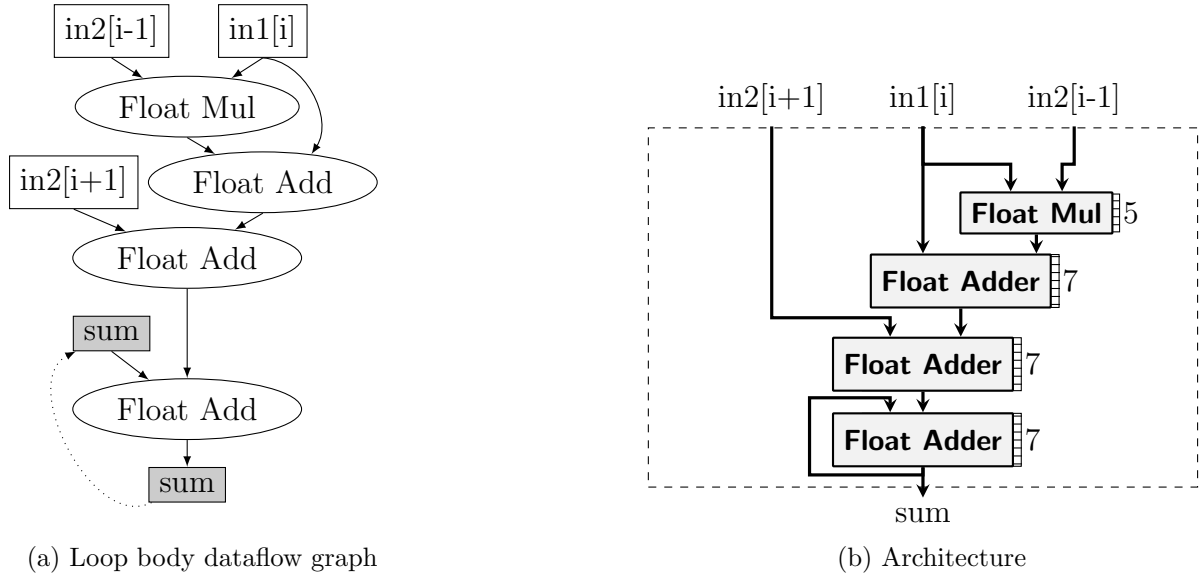 in2[i-1] in1[i]
Float Mul
Float Add
in2[i+1]
Float Add
sum
Float Add
sum
(a) Loop body dataflow graph
in2[i+1] in1[i] in2[i-1]
Float Mul 5
Float Adder 7
Float Adder 7
Float Adder 7
sum
(b) Architecture